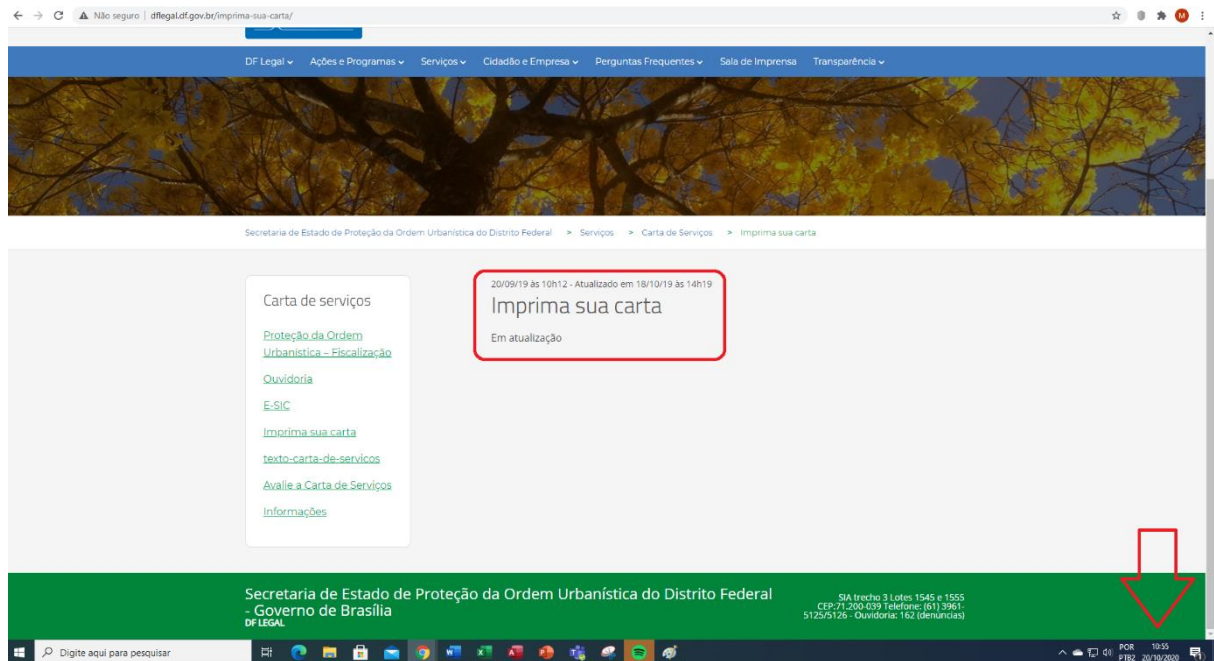 Não seguro | dflegal.df.gov.br/imprima-sua-carta/
M
DF Legal Ações e Programas Serviços Cidadão e Empresa Perguntas Frequentes Sala de Imprensa Transparência
Secretaria de Estado de Proteção da Ordem Urbanística do Distrito Federal > Serviços > Carta de Serviços > Imprima sua carta
Carta de serviços
Proteção da Ordem
Urbanística – Fiscalização
Ouvidoria
E-SIC
Imprima sua carta
texto-carta-de-servicos
Avalie a Carta de Serviços
Informações
20/09/19 às 10h12 - Atualizado em 18/10/19 às 14h19
Imprima sua carta
Em atualização
Secretaria de Estado de Proteção da Ordem Urbanística do Distrito Federal
- Governo de Brasília
DF LEGAL
SIA trecho 3 Lotes 1545 e 1555
CEP:71.200-039 Telefone: (61) 3961-
5125/5126 - Ouvidoria: 162 (denúncias)
Digite aqui para pesquisar
POR 10:55
PTB2 20/10/2020